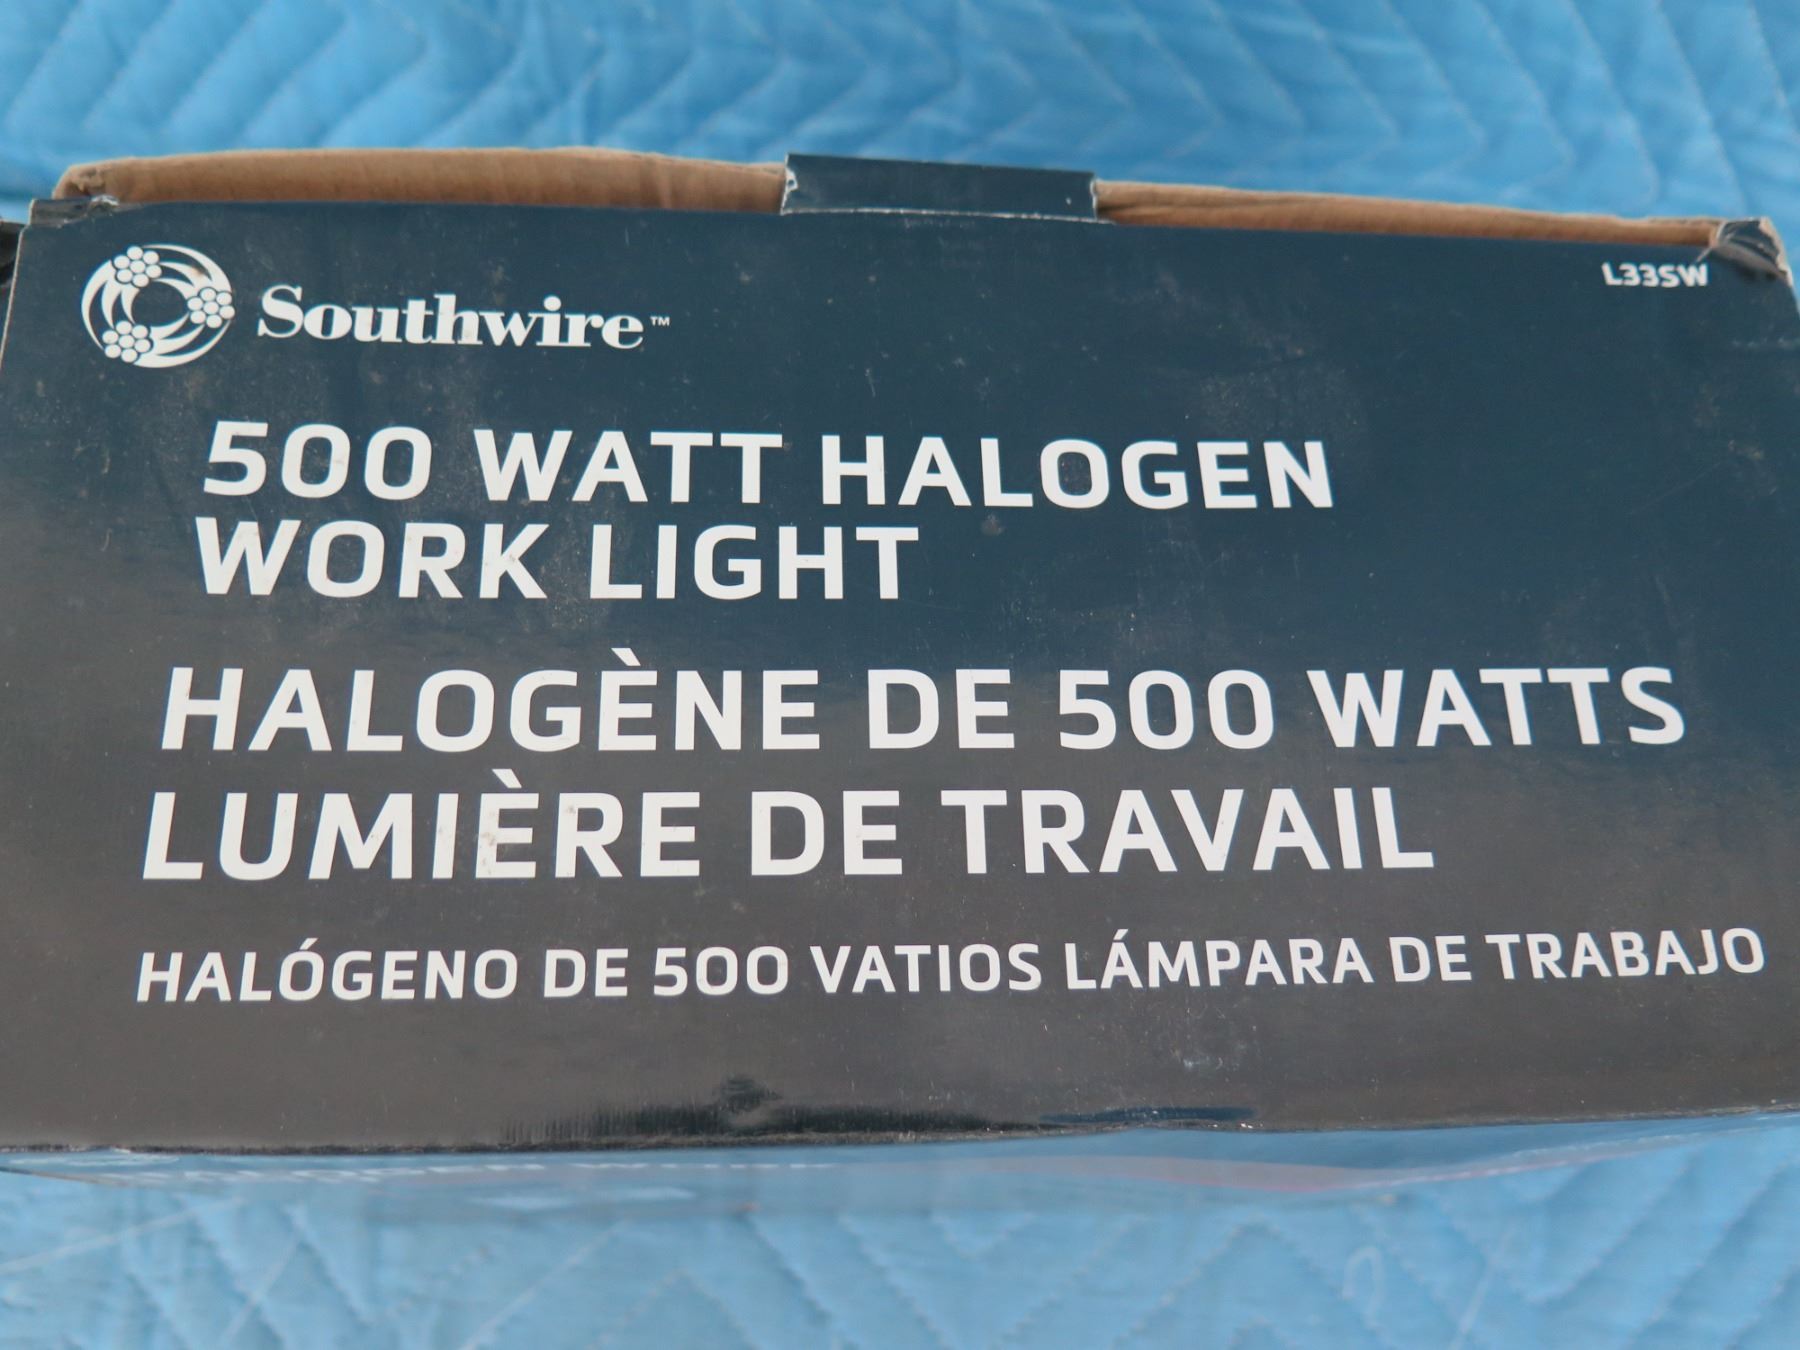 Southwire™
L33SW
500 WATT HALOGEN
WORK LIGHT
HALOGÈNE DE 500 WATTS
LUMIÈRE DE TRAVAIL
HALÓGENO DE 500 VATIOS LÁMPARA DE TRABAJO